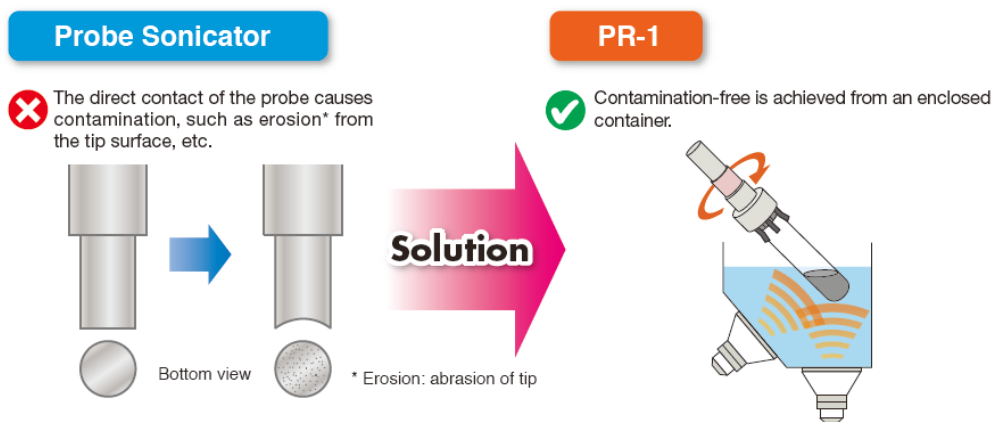 Probe Sonicator
The direct contact of the probe causes
contamination, such as erosion* from
the tip surface, etc.
Bottom view
* Erosion: abrasion of tip
Solution
PR-1
Contamination-free is achieved from an enclosed
container.